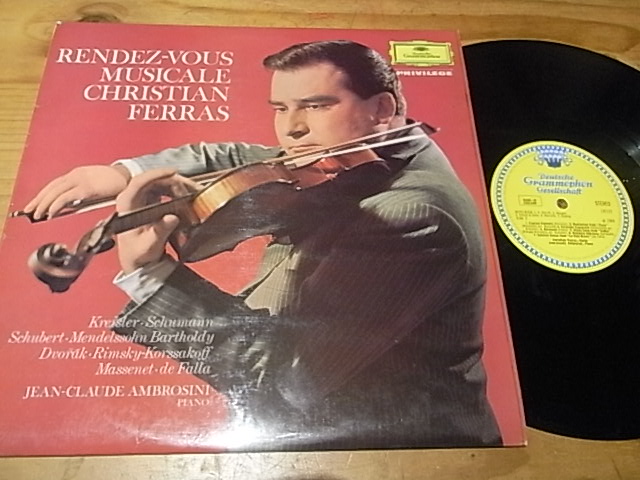 RENDEZ-VOUS
MUSICALE
CHRISTIAN
FERRAS
Deutsche
Grammophon
PRIVILEGE
Kreisler · Schumann
Schubert · Mendelssohn Bartholdy
Dvořák · Rimsky-Korssakoff
Massenet · de Falla
JEAN-CLAUDE AMBROSINI
PIANO
Deutsche
Grammophon
Gesellschaft
STEREO